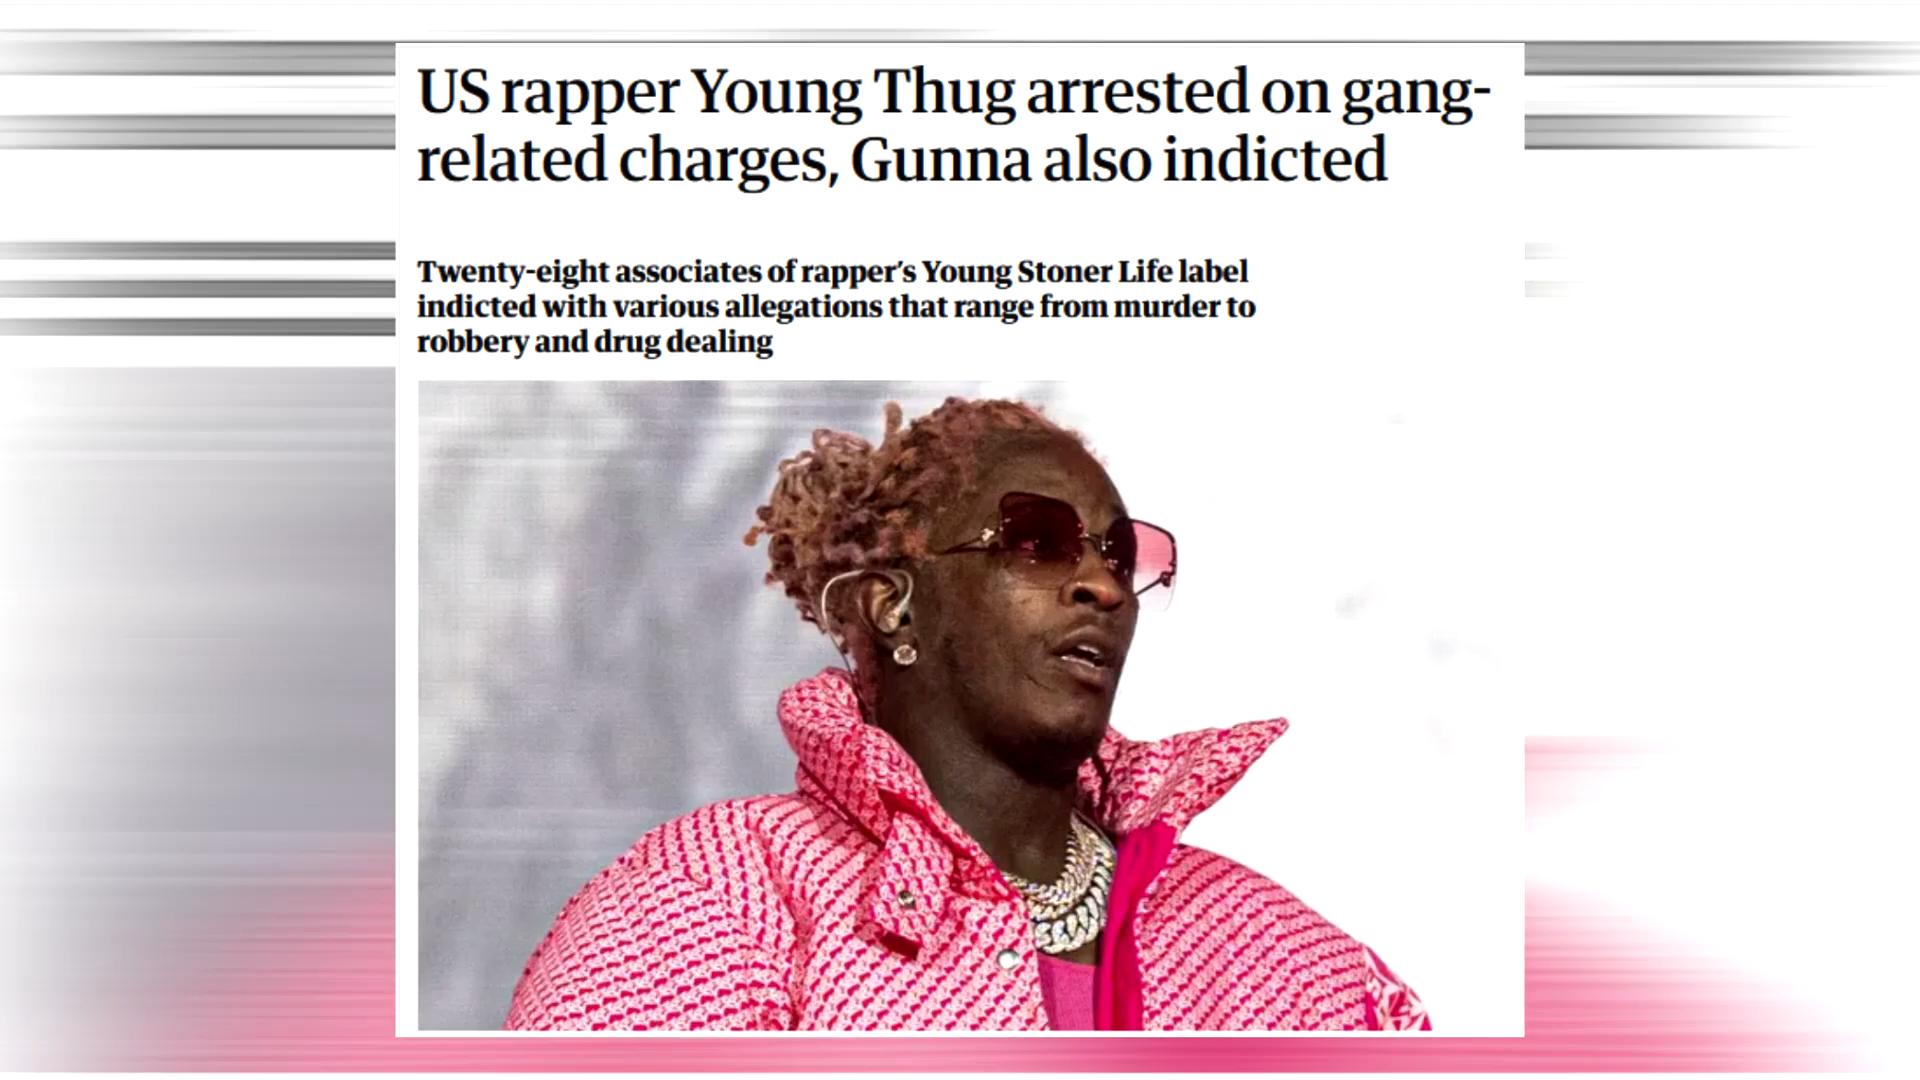 US rapper Young Thug arrested on gang-
related charges, Gunna also indicted
Twenty-eight associates of rapper's Young Stoner Life label
indicted with various allegations that range from murder to
robbery and drug dealing